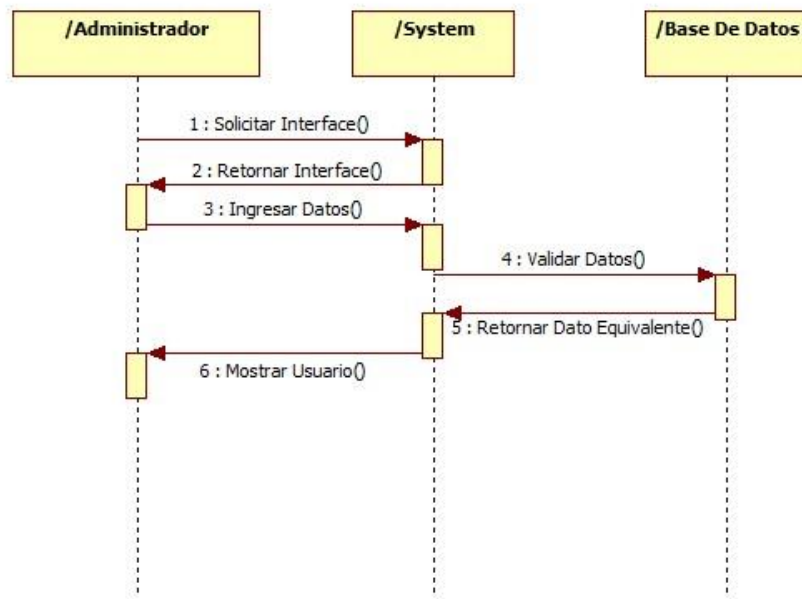 /Administrador
/System
/Base De Datos
1 : Solicitar Interface()
2 : Retornar Interface()
3 : Ingresar Datos()
4 : Validar Datos()
5 : Retornar Dato Equivalente()
6 : Mostrar Usuario()